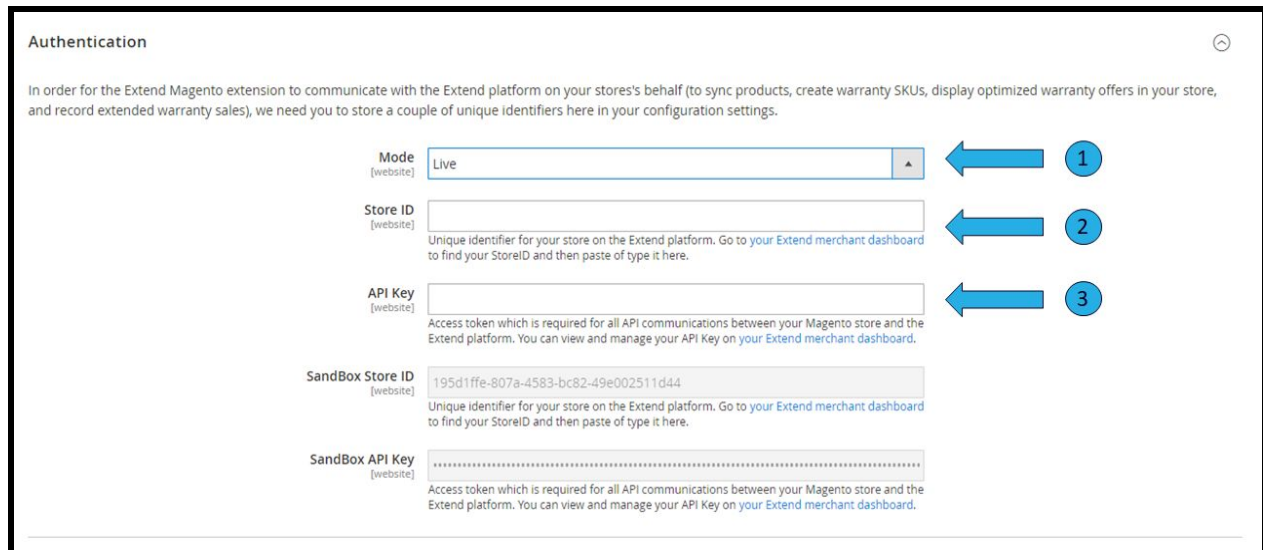 Authentication
In order for the Extend Magento extension to communicate with the Extend platform on your stores's behalf (to sync products, create warranty SKUs, display optimized warranty offers in your store,
and record extended warranty sales), we need you to store a couple of unique identifiers here in your configuration settings.
Mode
[website]
Live
1
Store ID
[website]
2
Unique identifier for your store on the Extend platform. Go to your Extend merchant dashboard
to find your StoreID and then paste of type it here.
API Key
[website]
3
Access token which is required for all API communications between your Magento store and the
Extend platform. You can view and manage your API Key on your Extend merchant dashboard.
SandBox Store ID
[website]
195d1ffe-807a-4583-bc82-49e002511d44
Unique identifier for your store on the Extend platform. Go to your Extend merchant dashboard
to find your StoreID and then paste of type it here.
SandBox API Key
[website]
Access token which is required for all API communications between your Magento store and the
Extend platform. You can view and manage your API Key on your Extend merchant dashboard.